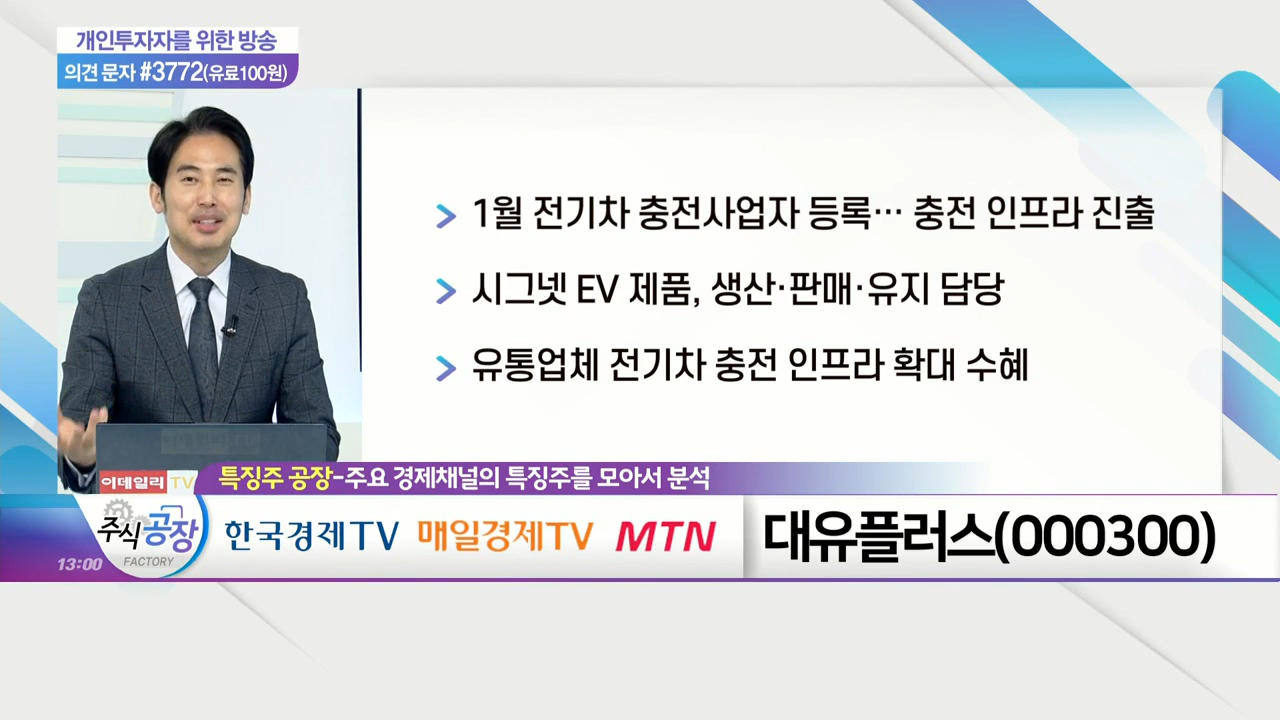 개인투자자를 위한 방송
의견 문자 #3772(유료100원)
1월 전기차 충전사업자 등록… 충전 인프라 진출
시그넷 EV 제품, 생산·판매·유지 담당
유통업체 전기차 충전 인프라 확대 수혜
이데일리 TV
특징주 공장-주요 경제채널의 특징주를 모아서 분석
주식공장
FACTORY
13:00
한국경제TV 매일경제TV MTN
대유플러스(000300)